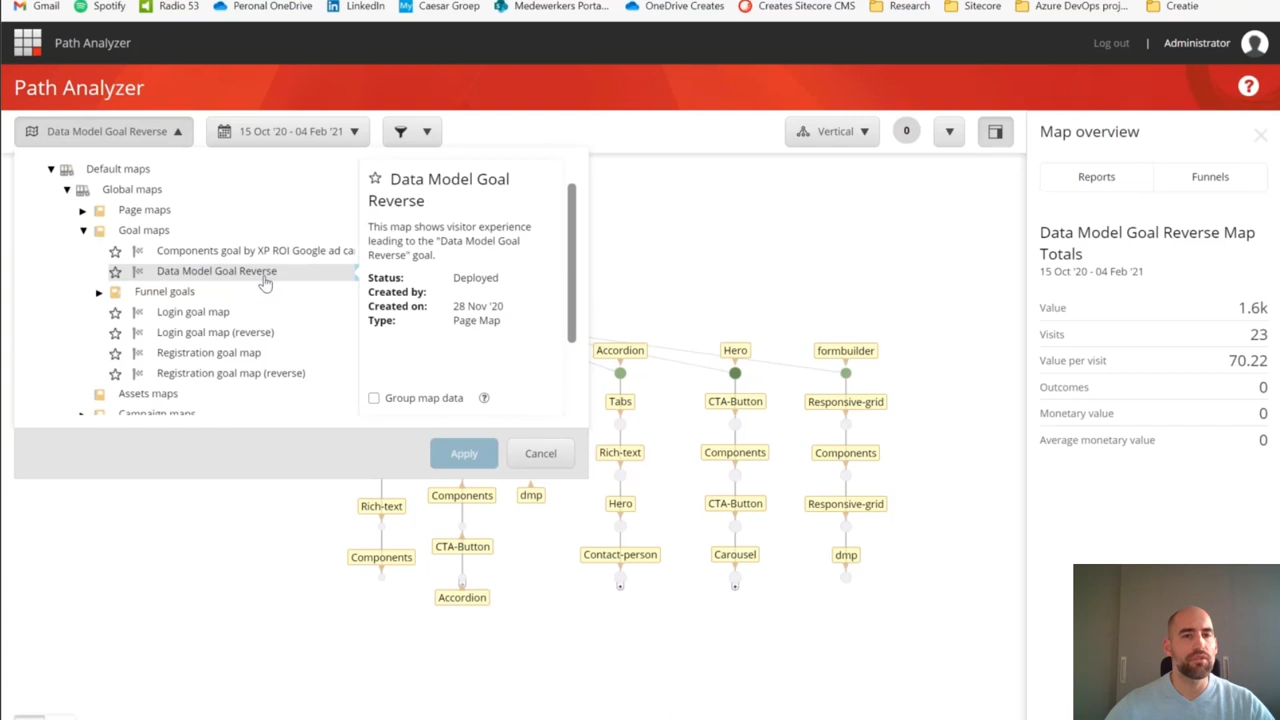 Gmail Spotify Radio 53 Peronal OneDrive LinkedIn My Caesar Groep Medewerkers Porta... OneDrive Creates Creates Sitecore CMS Research Sitecore Azure DevOps proj... Creatie
Path Analyzer Log out | Administrator
Path Analyzer ?
Data Model Goal Reverse ▲ 15 Oct '20 - 04 Feb '21 ▼ ▼ Vertical ▼ 0 ▼
Default maps
Global maps
Page maps
Goal maps
Components goal by XP ROI Google ad ca
Data Model Goal Reverse
Funnel goals
Login goal map
Login goal map (reverse)
Registration goal map
Registration goal map (reverse)
Assets maps
Campaign maps
Data Model Goal
Reverse
This map shows visitor experience
leading to the "Data Model Goal
Reverse" goal.
Status: Deployed
Created by:
Created on: 28 Nov '20
Type: Page Map
Group map data ?
Apply Cancel
Accordion Hero formbuilder
Tabs CTA-Button Responsive-grid
Rich-text Components Components
Components dmp Hero CTA-Button Responsive-grid
Rich-text
CTA-Button Contact-person Carousel dmp
Components
Accordion
Map overview
Reports Funnels
Data Model Goal Reverse Map
Totals
15 Oct '20 - 04 Feb '21
Value 1.6k
Visits 23
Value per visit 70.22
Outcomes 0
Monetary value 0
Average monetary value 0